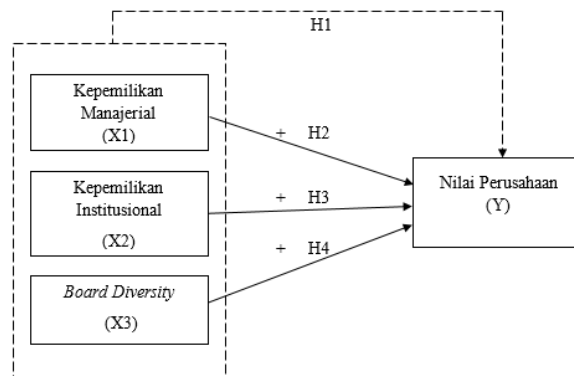 H1
Kepemilikan
Manajerial
(X1)
+ H2
Kepemilikan
Institusional
(X2)
+ H3
Nilai Perusahaan
(Y)
+ H4
Board Diversity
(X3)